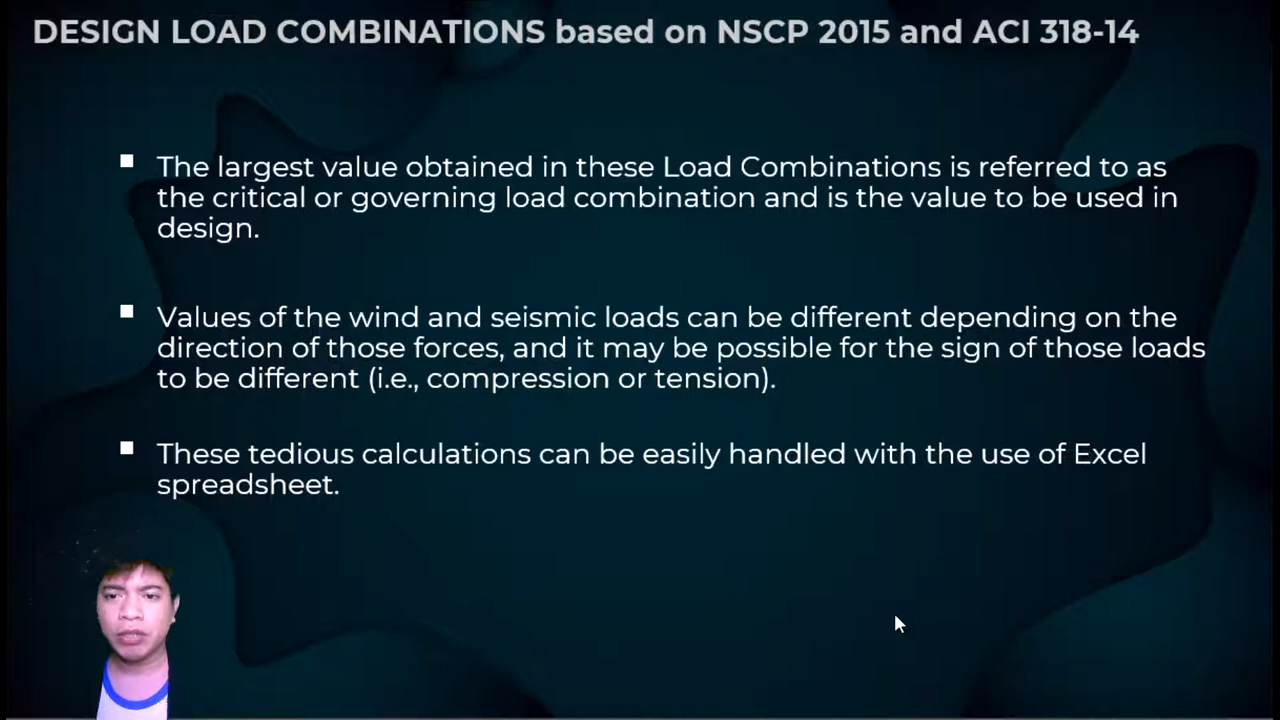 DESIGN LOAD COMBINATIONS based on NSCP 2015 and ACI 318-14
The largest value obtained in these Load Combinations is referred to as
the critical or governing load combination and is the value to be used in
design.
Values of the wind and seismic loads can be different depending on the
direction of those forces, and it may be possible for the sign of those loads
to be different (i.e., compression or tension).
These tedious calculations can be easily handled with the use of Excel
spreadsheet.